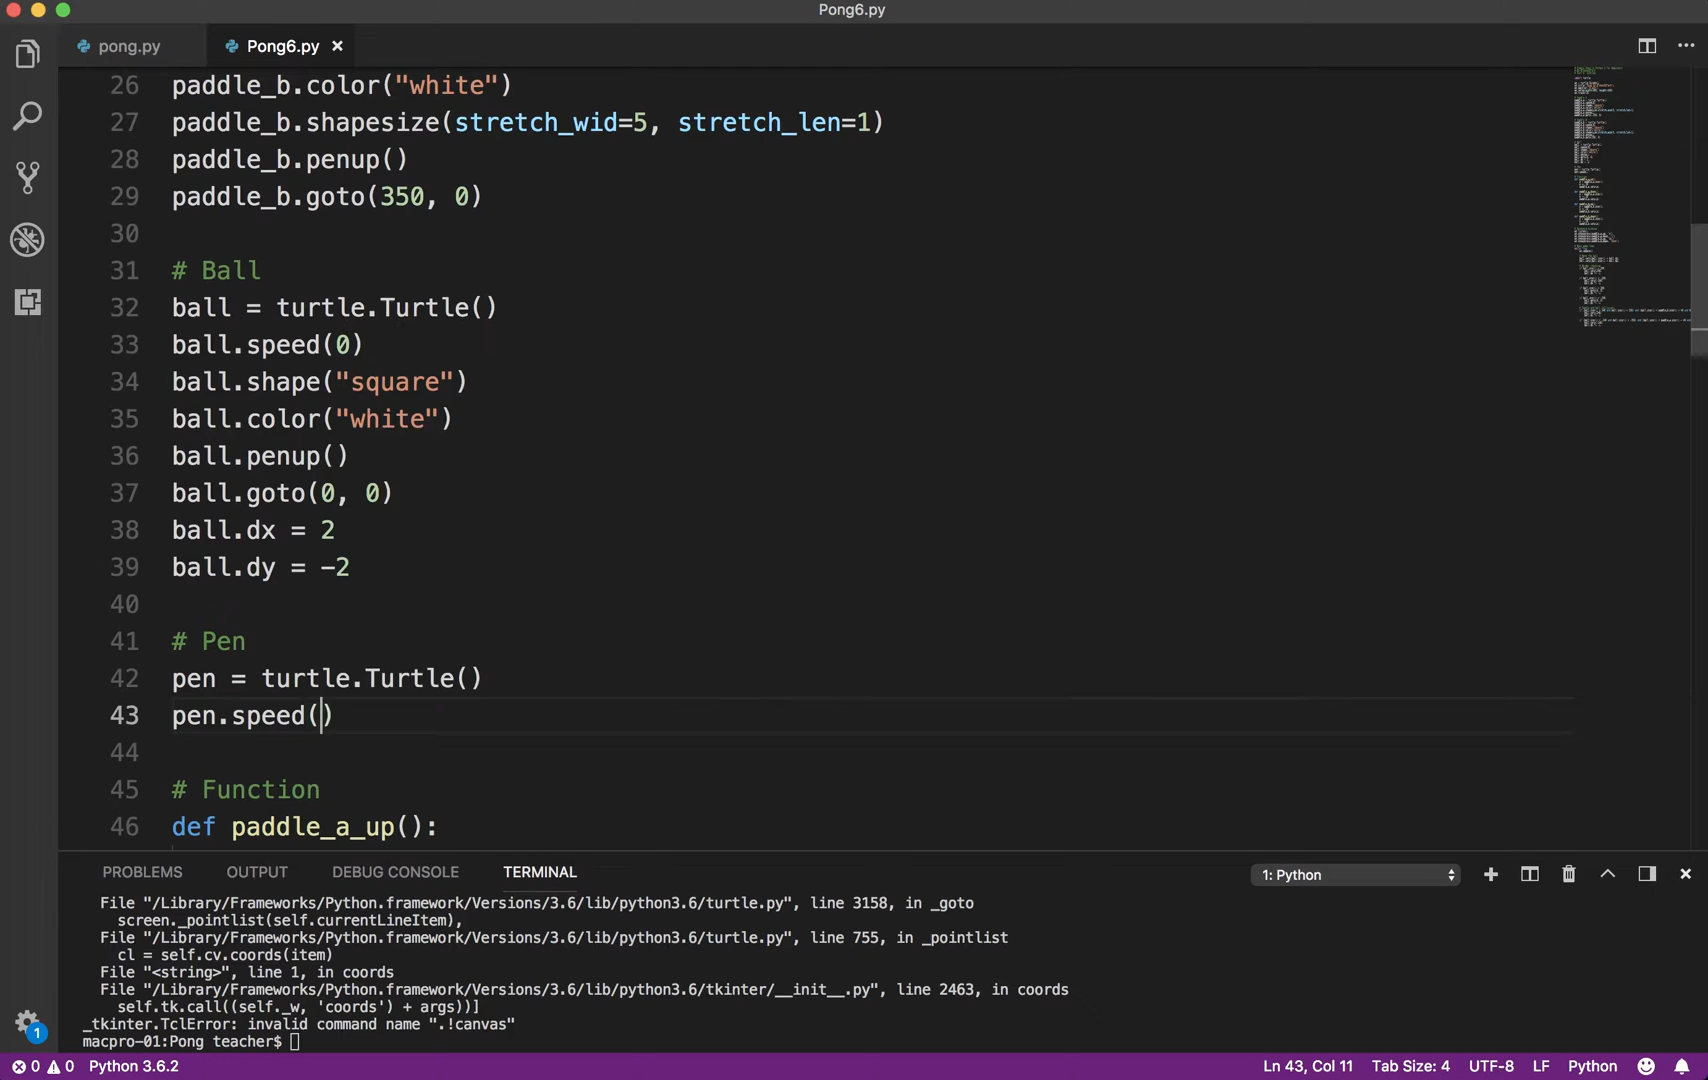 Pong6.py
pong.py
Pong6.py ×
26 paddle_b.color("white")
27 paddle_b.shapesize(stretch_wid=5, stretch_len=1)
28 paddle_b.penup()
29 paddle_b.goto(350, 0)
30
31 # Ball
32 ball = turtle.Turtle()
33 ball.speed(0)
34 ball.shape("square")
35 ball.color("white")
36 ball.penup()
37 ball.goto(0, 0)
38 ball.dx = 2
39 ball.dy = -2
40
41 # Pen
42 pen = turtle.Turtle()
43 pen.speed()
44
45 # Function
46 def paddle_a_up():
PROBLEMS OUTPUT DEBUG CONSOLE TERMINAL 1: Python
File "/Library/Frameworks/Python.framework/Versions/3.6/lib/python3.6/turtle.py", line 3158, in _goto
screen._pointlist(self.currentLineItem),
File "/Library/Frameworks/Python.framework/Versions/3.6/lib/python3.6/turtle.py", line 755, in _pointlist
cl = self.cv.coords(item)
File "<string>", line 1, in coords
File "/Library/Frameworks/Python.framework/Versions/3.6/lib/python3.6/tkinter/__init__.py", line 2463, in coords
self.tk.call((self._w, 'coords') + args))]
_tkinter.TclError: invalid command name ".!canvas"
macpro-01:Pong teacher$
1
0 0 Python 3.6.2 Ln 43, Col 11 Tab Size: 4 UTF-8 LF Python